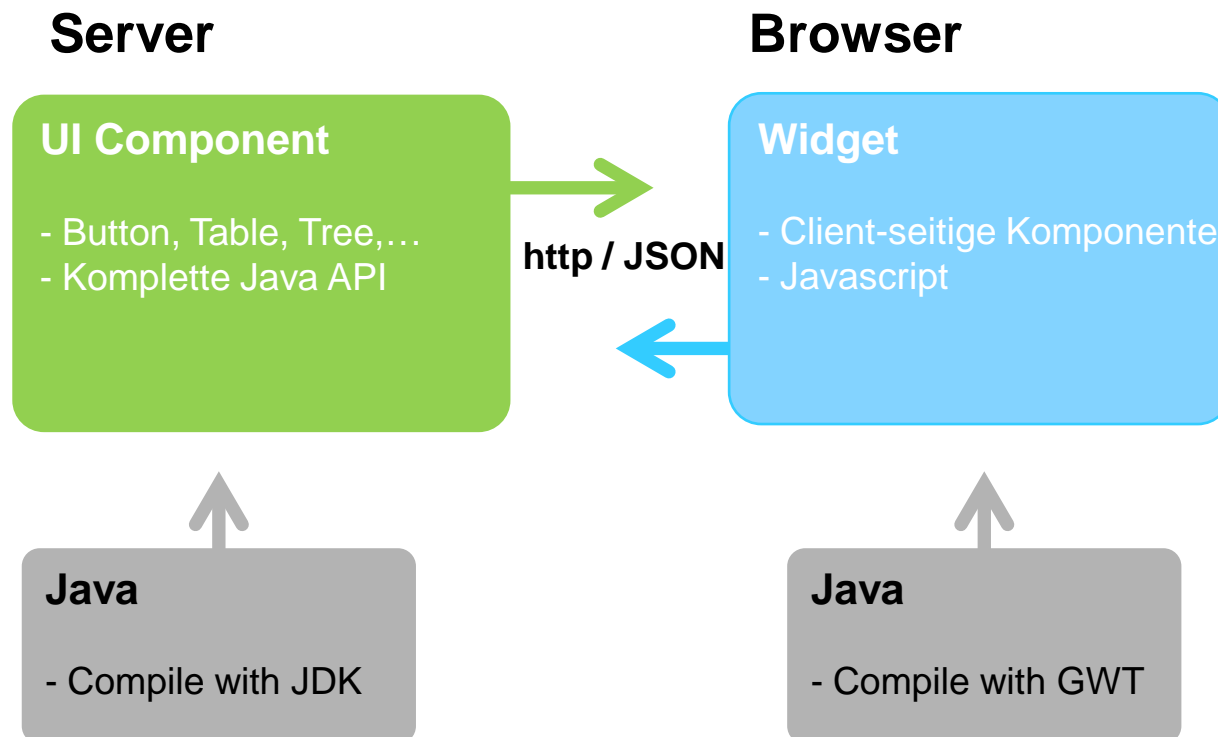 Server
Browser
UI Component
- Button, Table, Tree,…
- Komplette Java API
http / JSON
Widget
- Client-seitige Komponente
- Javascript
Java
- Compile with JDK
Java
- Compile with GWT